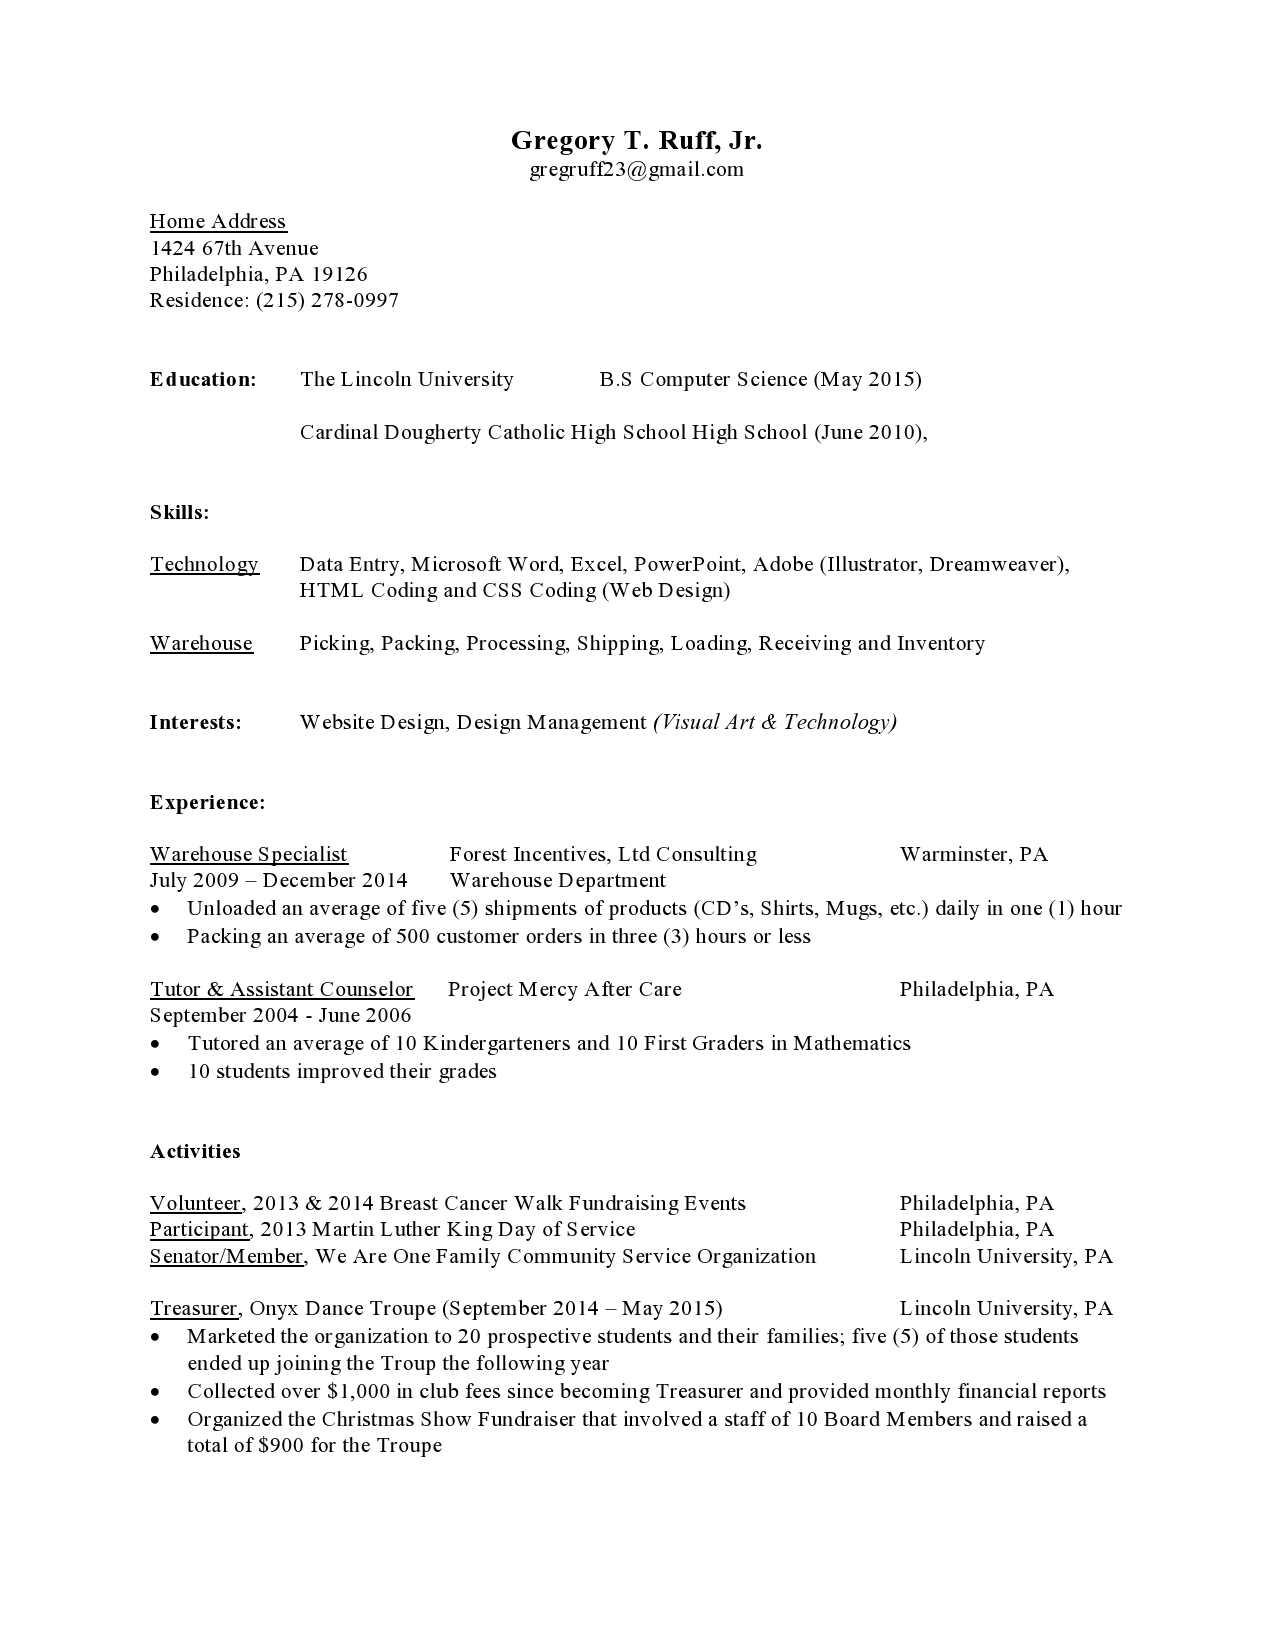 Gregory T. Ruff, Jr.
gregruff23@gmail.com
Home Address
1424 67th Avenue
Philadelphia, PA 19126
Residence: (215) 278-0997
Education: The Lincoln University B.S Computer Science (May 2015)
Cardinal Dougherty Catholic High School High School (June 2010),
Skills:
Technology Data Entry, Microsoft Word, Excel, PowerPoint, Adobe (Illustrator, Dreamweaver),
HTML Coding and CSS Coding (Web Design)
Warehouse Picking, Packing, Processing, Shipping, Loading, Receiving and Inventory
Interests: Website Design, Design Management (Visual Art & Technology)
Experience:
Warehouse Specialist Forest Incentives, Ltd Consulting Warminster, PA
July 2009 – December 2014 Warehouse Department
• Unloaded an average of five (5) shipments of products (CD’s, Shirts, Mugs, etc.) daily in one (1) hour
• Packing an average of 500 customer orders in three (3) hours or less
Tutor & Assistant Counselor Project Mercy After Care Philadelphia, PA
September 2004 - June 2006
• Tutored an average of 10 Kindergarteners and 10 First Graders in Mathematics
• 10 students improved their grades
Activities
Volunteer, 2013 & 2014 Breast Cancer Walk Fundraising Events Philadelphia, PA
Participant, 2013 Martin Luther King Day of Service Philadelphia, PA
Senator/Member, We Are One Family Community Service Organization Lincoln University, PA
Treasurer, Onyx Dance Troupe (September 2014 – May 2015) Lincoln University, PA
• Marketed the organization to 20 prospective students and their families; five (5) of those students
ended up joining the Troup the following year
• Collected over $1,000 in club fees since becoming Treasurer and provided monthly financial reports
• Organized the Christmas Show Fundraiser that involved a staff of 10 Board Members and raised a
total of $900 for the Troupe